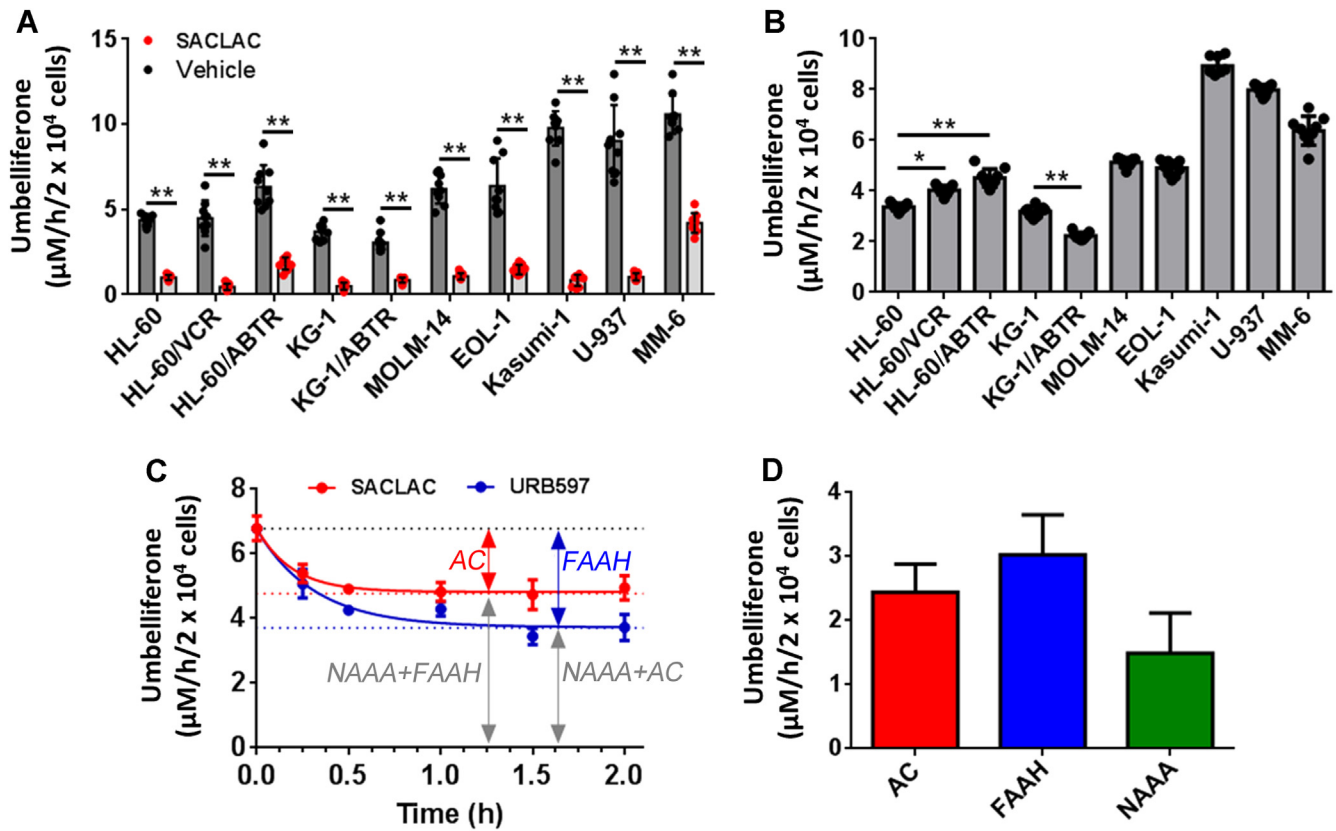 A
SACLAC
Vehicle
Umbelliferone
(µM/h/2 x 10⁴ cells)
15
10
5
0
** ** ** ** ** ** ** ** ** **
HL-60
HL-60/VCR
HL-60/ABTR
KG-1
KG-1/ABTR
MOLM-14
EOL-1
Kasumi-1
U-937
MM-6
B
Umbelliferone
(µM/h/2 x 10⁴ cells)
10
8
6
4
2
0
**
*
**
HL-60
HL-60/VCR
HL-60/ABTR
KG-1
KG-1/ABTR
MOLM-14
EOL-1
Kasumi-1
U-937
MM-6
C
SACLAC URB597
Umbelliferone
(µM/h/2 x 10⁴ cells)
8
6
4
2
0
AC FAAH
NAAA+FAAH NAAA+AC
0.0 0.5 1.0 1.5 2.0
Time (h)
D
Umbelliferone
(µM/h/2 x 10⁴ cells)
4
3
2
1
0
AC
FAAH
NAAA